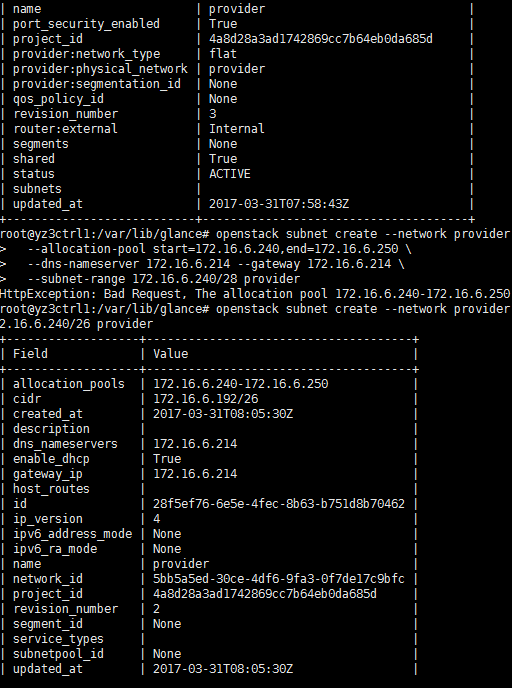 | name | provider |
| port_security_enabled | True |
| project_id | 4a8d28a3ad1742869cc7b64eb0da685d |
| provider:network_type | flat |
| provider:physical_network | provider |
| provider:segmentation_id | None |
| qos_policy_id | None |
| revision_number | 3 |
| router:external | Internal |
| segments | None |
| shared | True |
| status | ACTIVE |
| subnets | |
| updated_at | 2017-03-31T07:58:43Z |
+---------------------------+----------------------------------+
root@yz3ctrl1:/var/lib/glance# openstack subnet create --network provider
> --allocation-pool start=172.16.6.240,end=172.16.6.250 \
> --dns-nameserver 172.16.6.214 --gateway 172.16.6.214 \
> --subnet-range 172.16.6.240/28 provider
HttpException: Bad Request, The allocation pool 172.16.6.240-172.16.6.250
root@yz3ctrl1:/var/lib/glance# openstack subnet create --network provider
2.16.6.240/26 provider
+-------------------+--------------------------------------+
| Field | Value |
+-------------------+--------------------------------------+
| allocation_pools | 172.16.6.240-172.16.6.250 |
| cidr | 172.16.6.192/26 |
| created_at | 2017-03-31T08:05:30Z |
| description | |
| dns_nameservers | 172.16.6.214 |
| enable_dhcp | True |
| gateway_ip | 172.16.6.214 |
| host_routes | |
| id | 28f5ef76-6e5e-4fec-8b63-b751d8b70462 |
| ip_version | 4 |
| ipv6_address_mode | None |
| ipv6_ra_mode | None |
| name | provider |
| network_id | 5bb5a5ed-30ce-4df6-9fa3-0f7de17c9bfc |
| project_id | 4a8d28a3ad1742869cc7b64eb0da685d |
| revision_number | 2 |
| segment_id | None |
| service_types | |
| subnetpool_id | None |
| updated_at | 2017-03-31T08:05:30Z |